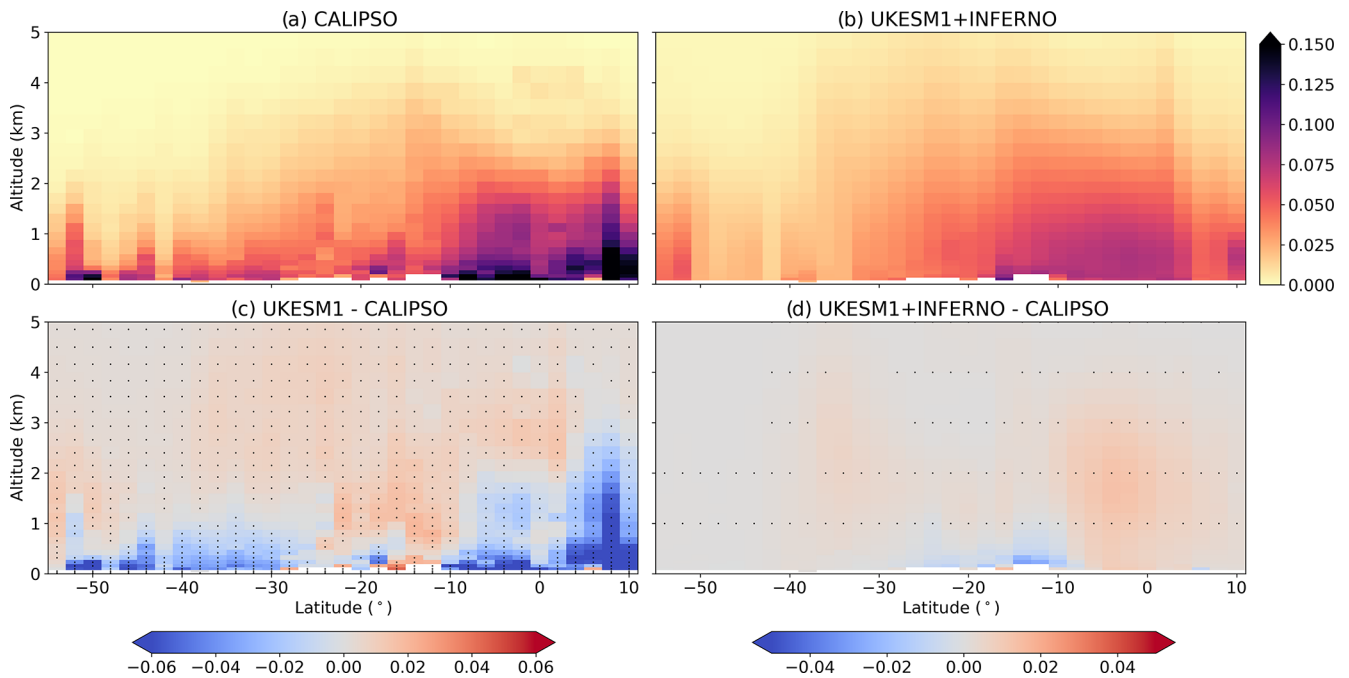 (a) CALIPSO
(b) UKESM1+INFERNO
5
4
3
2
1
0
Altitude (km)
0.150
0.125
0.100
0.075
0.050
0.025
0.000
(c) UKESM1 - CALIPSO
(d) UKESM1+INFERNO - CALIPSO
5
4
3
2
1
0
Altitude (km)
−50 −40 −30 −20 −10 0 10
−50 −40 −30 −20 −10 0 10
Latitude (°)
Latitude (°)
−0.06 −0.04 −0.02 0.00 0.02 0.04 0.06
−0.04 −0.02 0.00 0.02 0.04